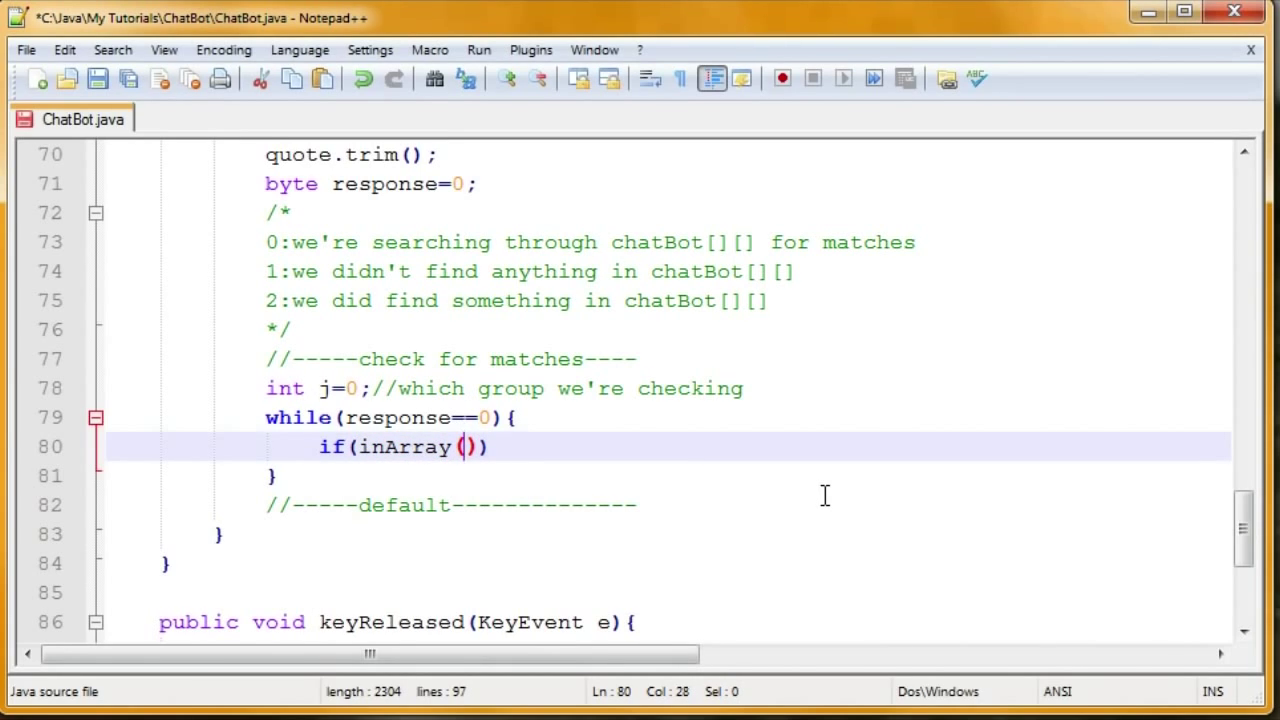 *C:\Java\My Tutorials\ChatBot\ChatBot.java - Notepad++
File Edit Search View Encoding Language Settings Macro Run Plugins Window ? X
ABC
ChatBot.java
70 quote.trim();
71 byte response=0;
72 /*
73 0:we're searching through chatBot[][] for matches
74 1:we didn't find anything in chatBot[][]
75 2:we did find something in chatBot[][]
76 */
77 //-----check for matches----
78 int j=0;//which group we're checking
79 while(response==0){
80 if(inArray())
81 }
82 //-----default--------------
83 }
84 }
85
86 public void keyReleased(KeyEvent e){
Java source file length : 2304 lines : 97 Ln : 80 Col : 28 Sel : 0 Dos\Windows ANSI INS